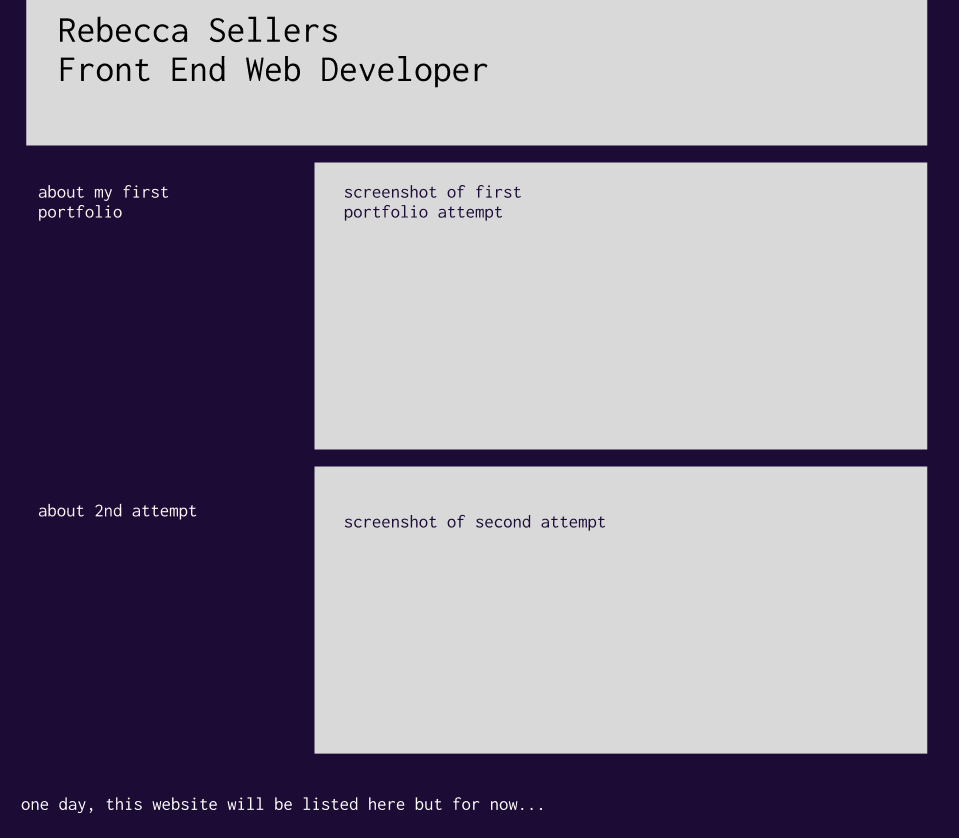 Rebecca Sellers
Front End Web Developer
about my first
portfolio
screenshot of first
portfolio attempt
about 2nd attempt
screenshot of second attempt
one day, this website will be listed here but for now...